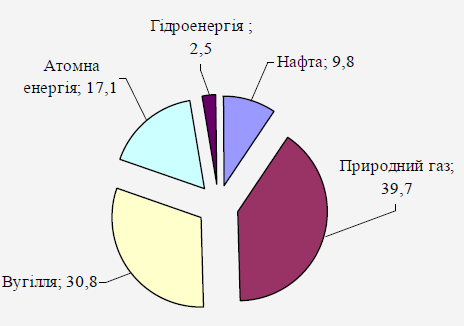 Гідроенергія ;
2,5
Нафта; 9,8
Атомна
енергія; 17,1
Природний газ;
39,7
Вугілля; 30,8